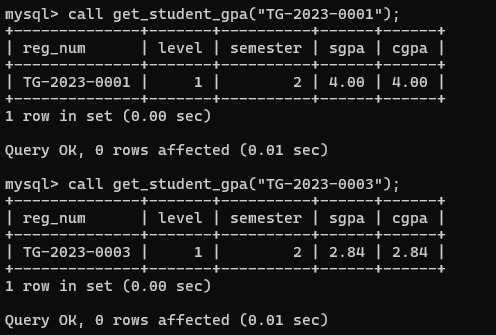 mysql> call get_student_gpa("TG-2023-0001");
+--------------+-------+----------+------+------+
| reg_num      | level | semester | sgpa | cgpa |
+--------------+-------+----------+------+------+
| TG-2023-0001 |     1 |        2 | 4.00 | 4.00 |
+--------------+-------+----------+------+------+
1 row in set (0.00 sec)

Query OK, 0 rows affected (0.01 sec)

mysql> call get_student_gpa("TG-2023-0003");
+--------------+-------+----------+------+------+
| reg_num      | level | semester | sgpa | cgpa |
+--------------+-------+----------+------+------+
| TG-2023-0003 |     1 |        2 | 2.84 | 2.84 |
+--------------+-------+----------+------+------+
1 row in set (0.00 sec)

Query OK, 0 rows affected (0.01 sec)